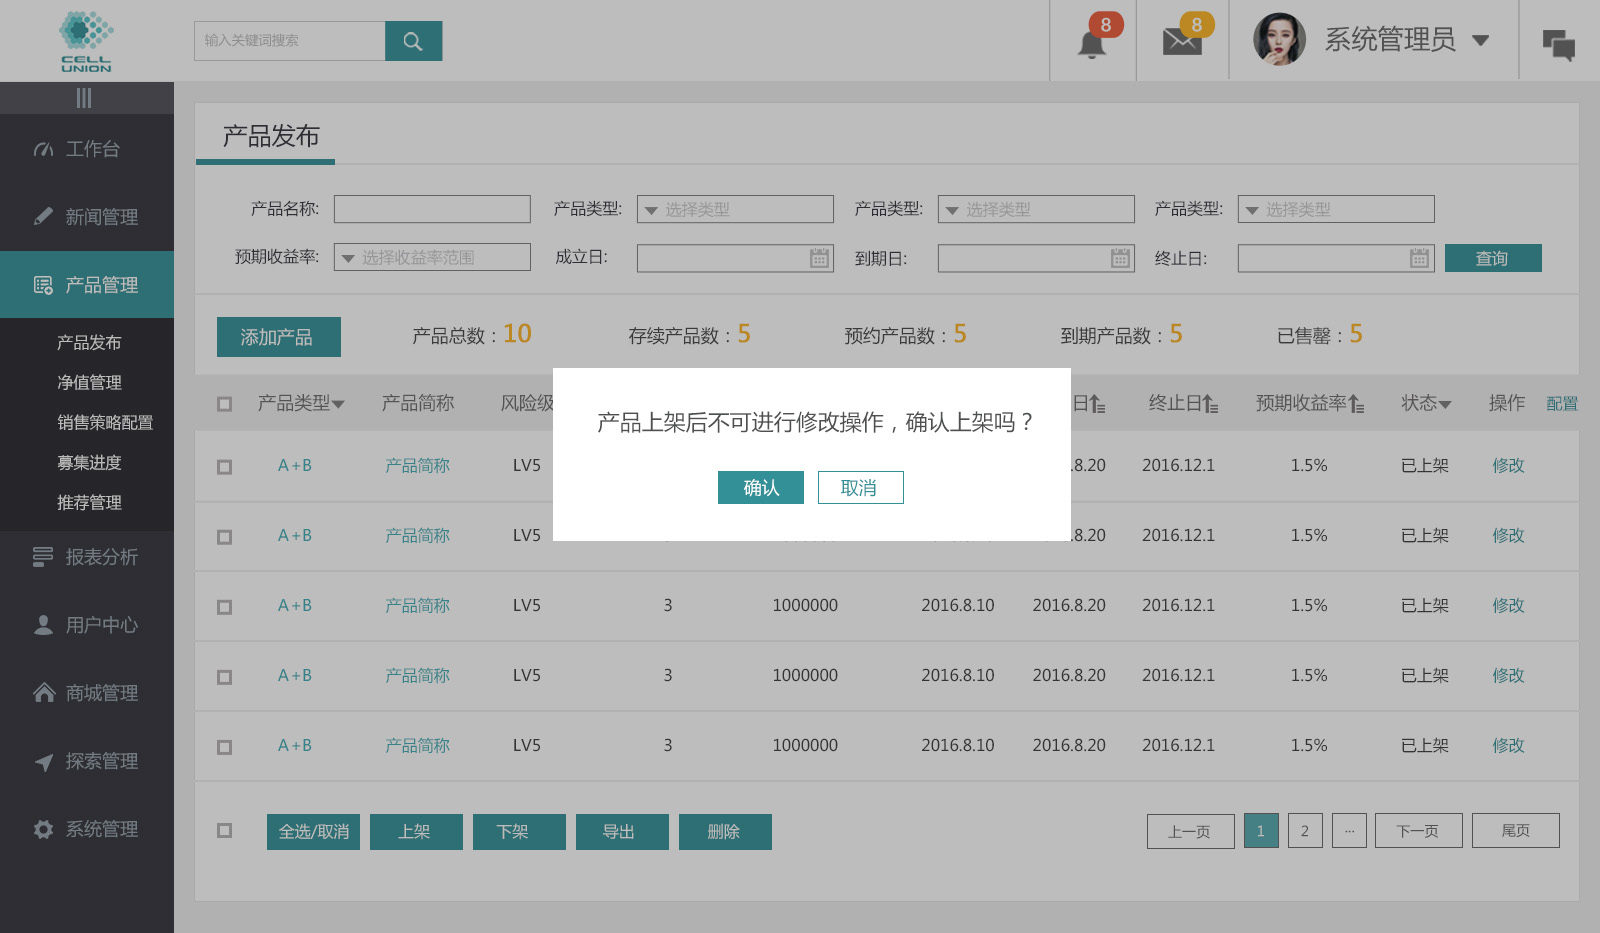 CELL
UNION
输入关键词搜索
8
8
系统管理员
工作台
新闻管理
产品管理
产品发布
净值管理
销售策略配置
募集进度
推荐管理
报表分析
用户中心
商城管理
探索管理
系统管理
产品发布
产品名称:
产品类型: 选择类型
产品类型: 选择类型
产品类型: 选择类型
预期收益率: 选择收益率范围
成立日:
到期日:
终止日:
查询
添加产品
产品总数：10
存续产品数：5
预约产品数：5
到期产品数：5
已售罄：5
产品类型 产品简称 风险级 日 终止日 预期收益率 状态 操作 配置
A+B 产品简称 LV5 .8.20 2016.12.1 1.5% 已上架 修改
A+B 产品简称 LV5 .8.20 2016.12.1 1.5% 已上架 修改
A+B 产品简称 LV5 3 1000000 2016.8.10 2016.8.20 2016.12.1 1.5% 已上架 修改
A+B 产品简称 LV5 3 1000000 2016.8.10 2016.8.20 2016.12.1 1.5% 已上架 修改
A+B 产品简称 LV5 3 1000000 2016.8.10 2016.8.20 2016.12.1 1.5% 已上架 修改
产品上架后不可进行修改操作，确认上架吗？
确认
取消
全选/取消 上架 下架 导出 删除
上一页 1 2 ... 下一页 尾页